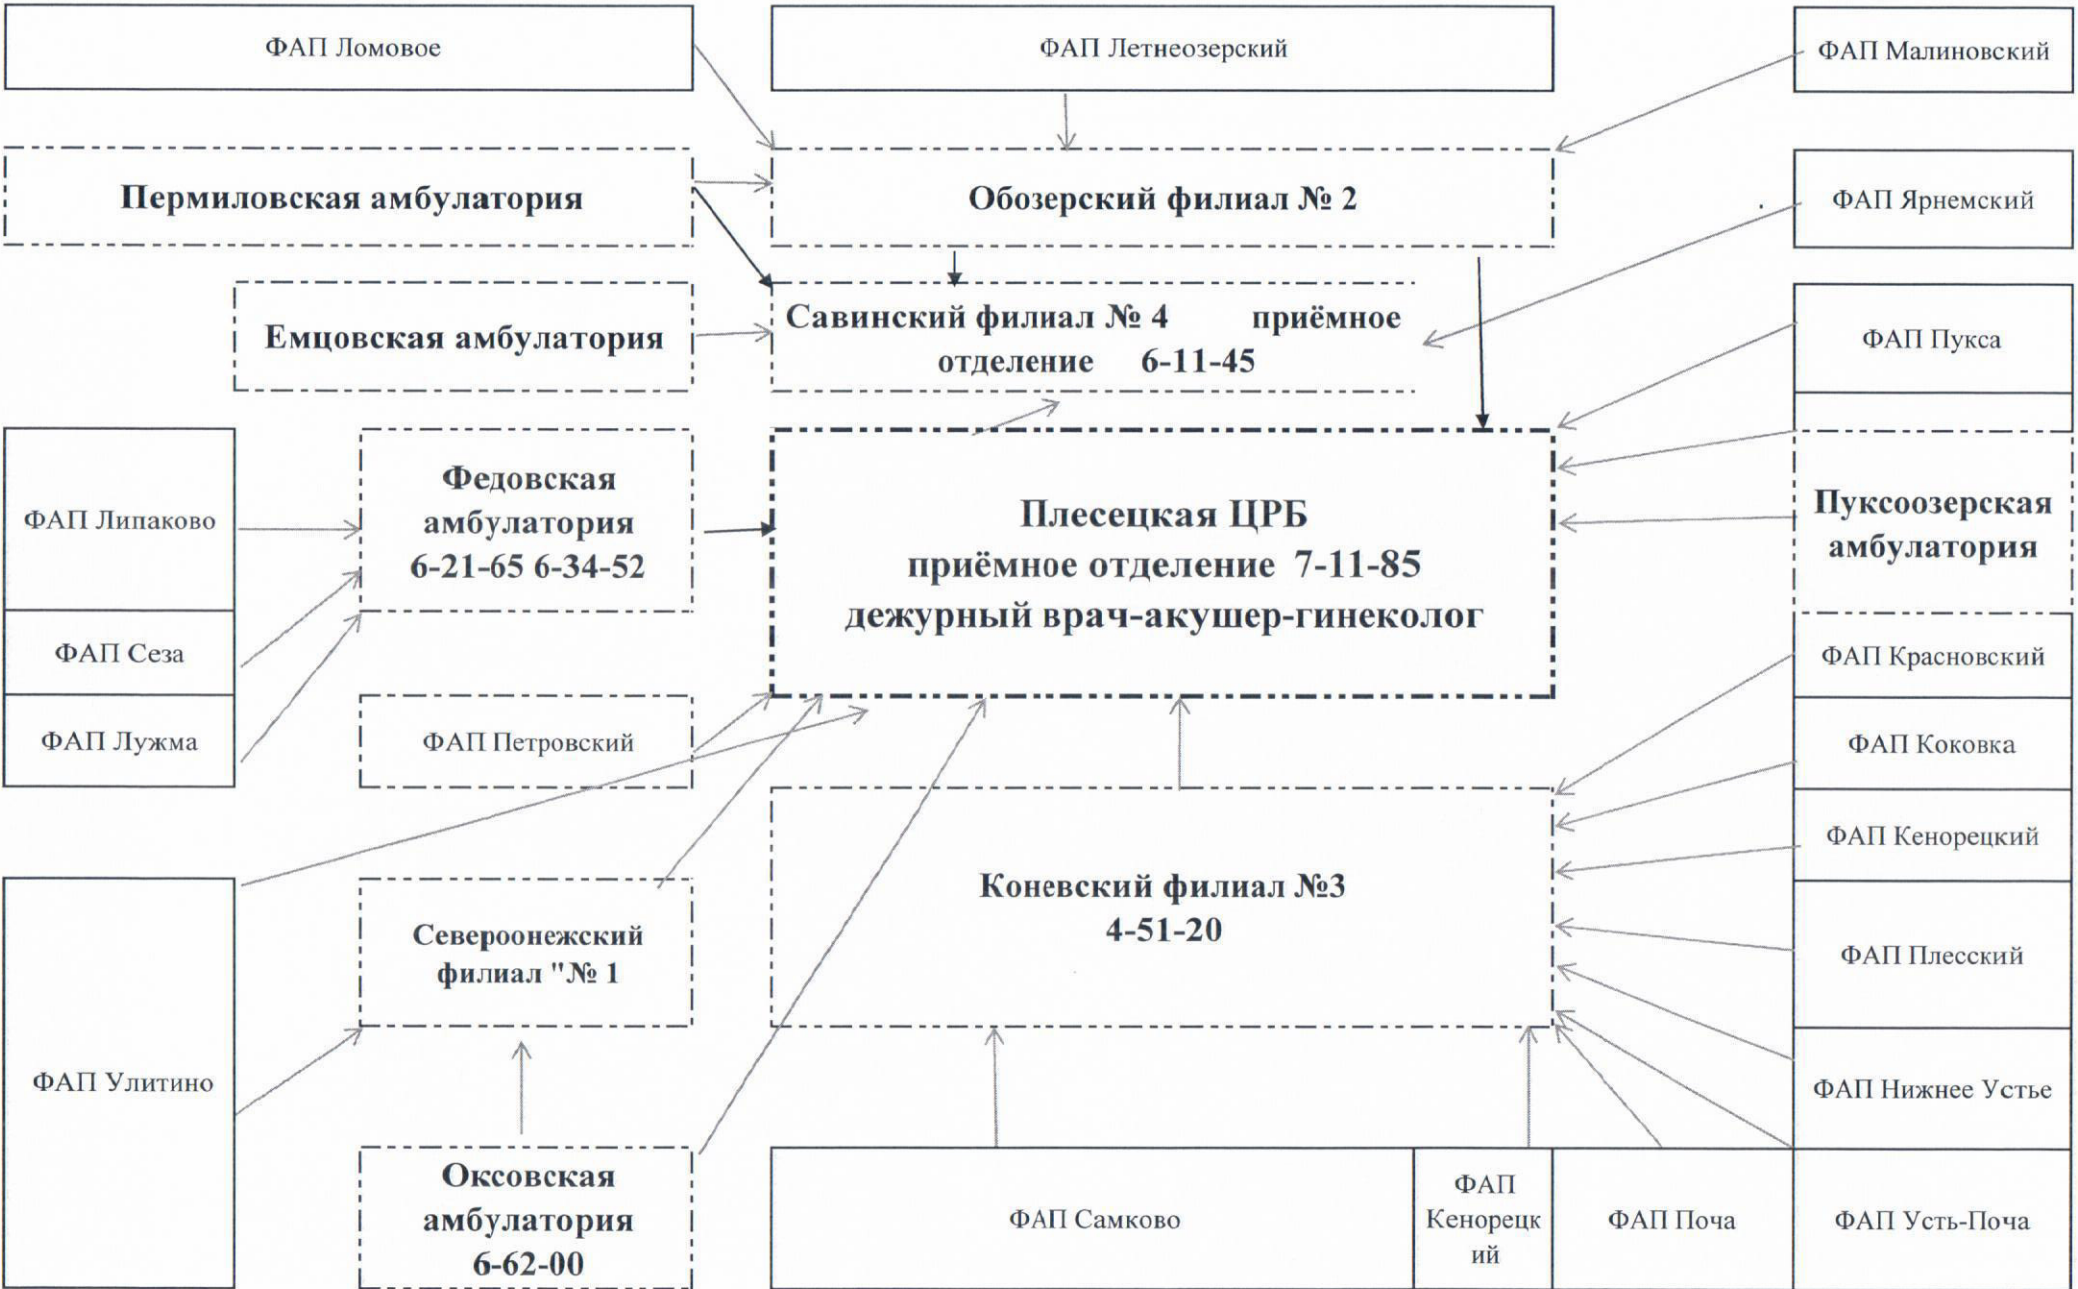 ФАП Ломовое
ФАП Летнеозерский
ФАП Малиновский
Пермиловская амбулатория
Обозерский филиал № 2
ФАП Ярнемский
Емцовская амбулатория
Савинский филиал № 4 приёмное
отделение 6-11-45
ФАП Пукса
ФАП Липаково
Федовская
амбулатория
6-21-65 6-34-52
Плесецкая ЦРБ
приёмное отделение 7-11-85
дежурный врач-акушер-гинеколог
Пуксоозерская
амбулатория
ФАП Сеза
ФАП Красновский
ФАП Лужма
ФАП Петровский
ФАП Коковка
ФАП Кенорецкий
Североонежский
филиал "№ 1
Коневский филиал №3
4-51-20
ФАП Плесский
ФАП Улитино
ФАП Нижнее Устье
Оксовская
амбулатория
6-62-00
ФАП Самково
ФАП
Кенорецк
ий
ФАП Поча
ФАП Усть-Поча